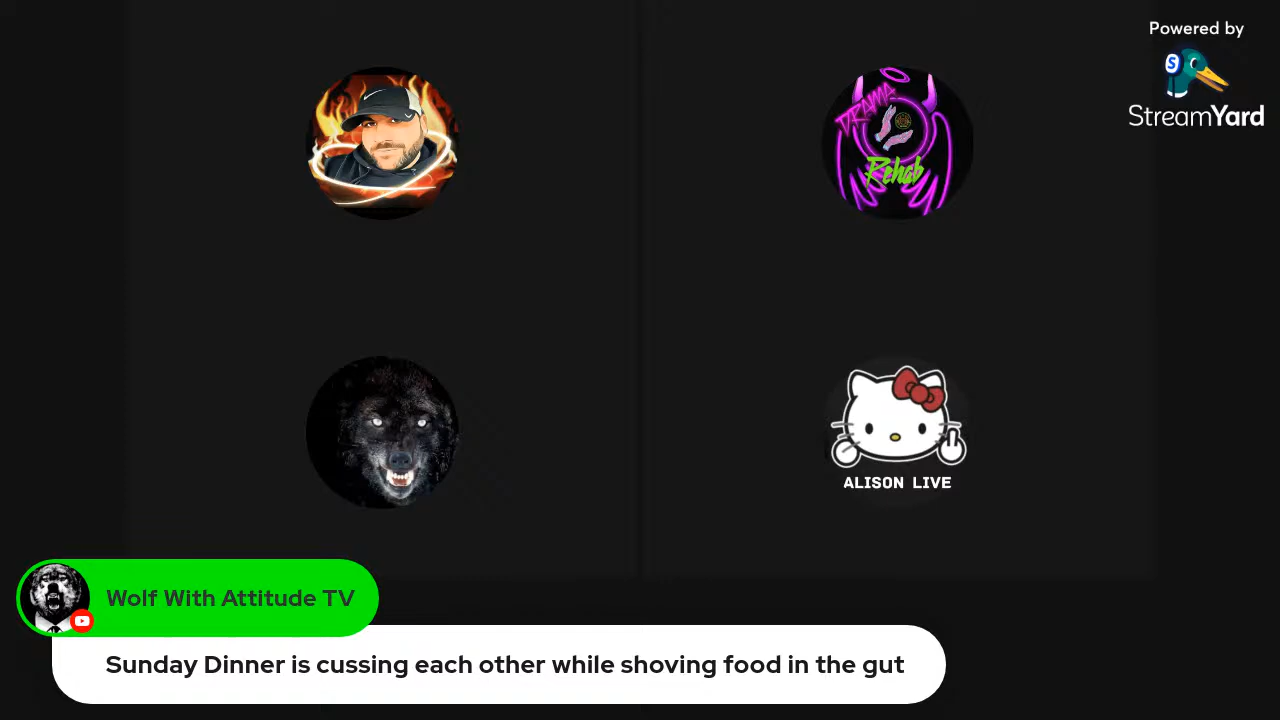 Powered by
S
StreamYard
DRAMA
Rehab
ALISON LIVE
Wolf With Attitude TV
Sunday Dinner is cussing each other while shoving food in the gut